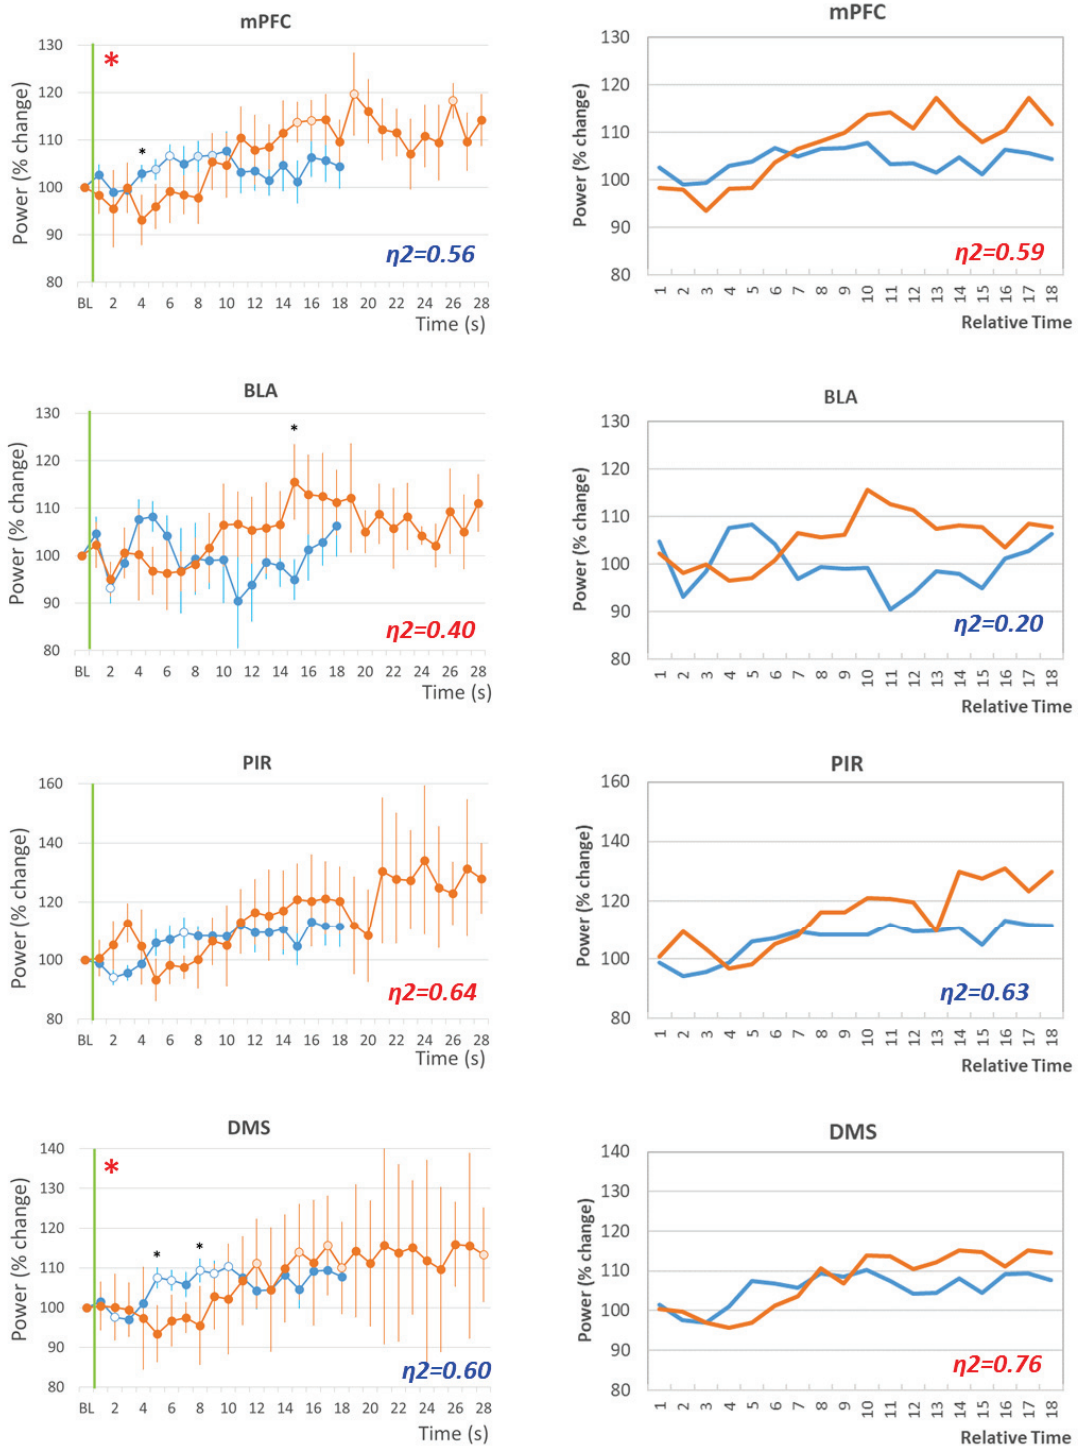 mPFC
130
120
110
100
90
80
Power (% change)
*
*
η2=0.56
BL 2 4 6 8 10 12 14 16 18 20 22 24 26 28
Time (s)
mPFC
130
120
110
100
90
80
Power (% change)
η2=0.59
1 2 3 4 5 6 7 8 9 10 11 12 13 14 15 16 17 18
Relative Time
BLA
130
120
110
100
90
80
Power (% change)
*
η2=0.40
BL 2 4 6 8 10 12 14 16 18 20 22 24 26 28
Time (s)
BLA
130
120
110
100
90
80
Power (% change)
η2=0.20
1 2 3 4 5 6 7 8 9 10 11 12 13 14 15 16 17 18
Relative Time
PIR
160
140
120
100
80
Power (% change)
η2=0.64
BL 2 4 6 8 10 12 14 16 18 20 22 24 26 28
Time (s)
PIR
160
140
120
100
80
Power (% change)
η2=0.63
1 2 3 4 5 6 7 8 9 10 11 12 13 14 15 16 17 18
Relative Time
DMS
140
130
120
110
100
90
80
Power (% change)
*
*
*
η2=0.60
BL 2 4 6 8 10 12 14 16 18 20 22 24 26 28
Time (s)
DMS
140
130
120
110
100
90
80
Power (% change)
η2=0.76
1 2 3 4 5 6 7 8 9 10 11 12 13 14 15 16 17 18
Relative Time